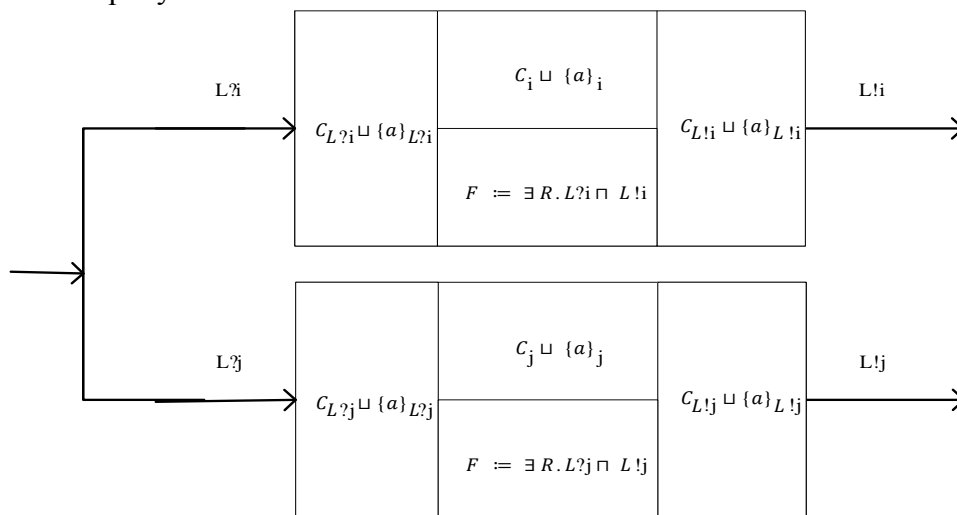 L?i
C_{L?i} ⊔ {a}_{L?i}
C_i ⊔ {a}_i
F ≔ ∃ R. L?i ⊓ L!i
C_{L!i} ⊔ {a}_{L!i}
L!i
L?j
C_{L?j} ⊔ {a}_{L?j}
C_j ⊔ {a}_j
F ≔ ∃ R. L?j ⊓ L!j
C_{L!j} ⊔ {a}_{L!j}
L!j